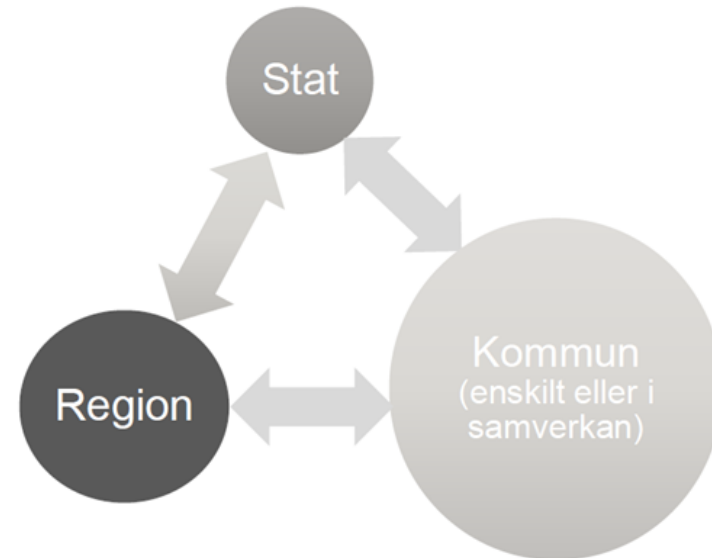 Stat
Region
Kommun
(enskilt eller i
samverkan)